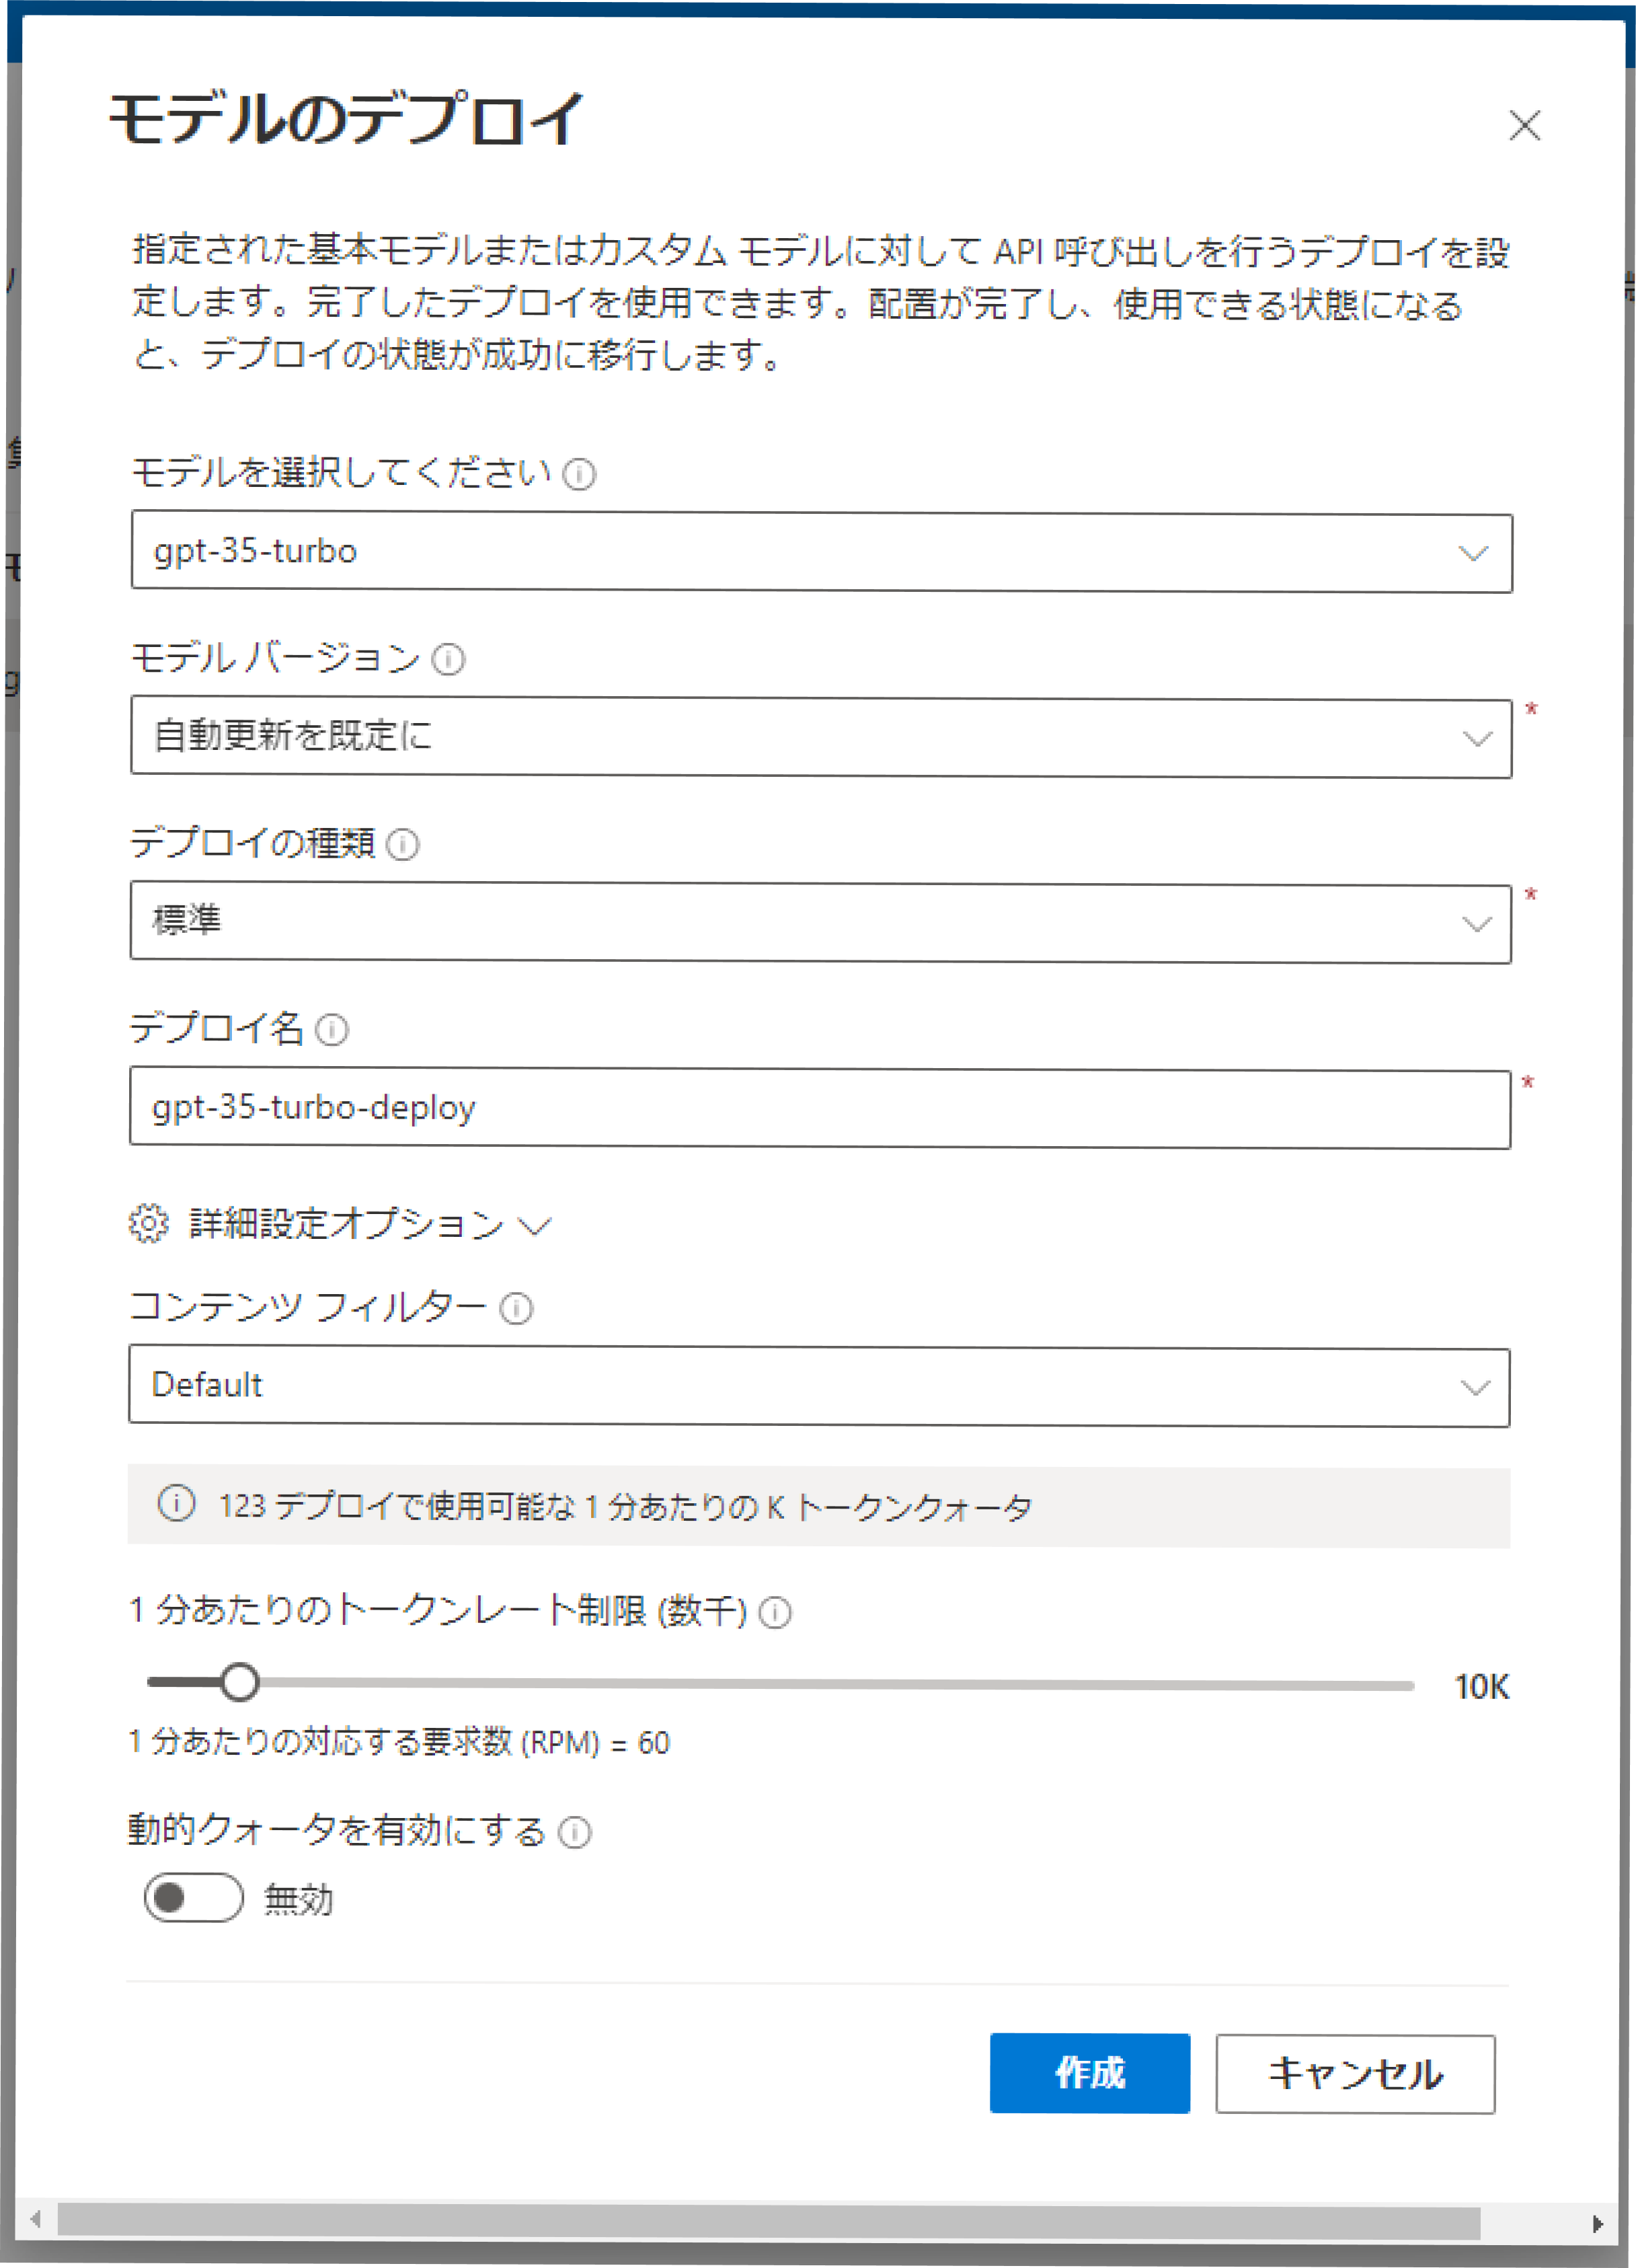 モデルのデプロイ
指定された基本モデルまたはカスタム モデルに対して API 呼び出しを行うデプロイを設
定します。完了したデプロイを使用できます。配置が完了し、使用できる状態になる
と、デプロイの状態が成功に移行します。
モデルを選択してください
gpt-35-turbo
モデル バージョン
自動更新を既定に
*
デプロイの種類
標準
*
デプロイ名
gpt-35-turbo-deploy
*
詳細設定オプション
コンテンツ フィルター
Default
123 デプロイで使用可能な 1 分あたりの K トークンクォータ
1 分あたりのトークンレート制限 (数千)
10K
1 分あたりの対応する要求数 (RPM) = 60
動的クォータを有効にする
無効
作成 キャンセル